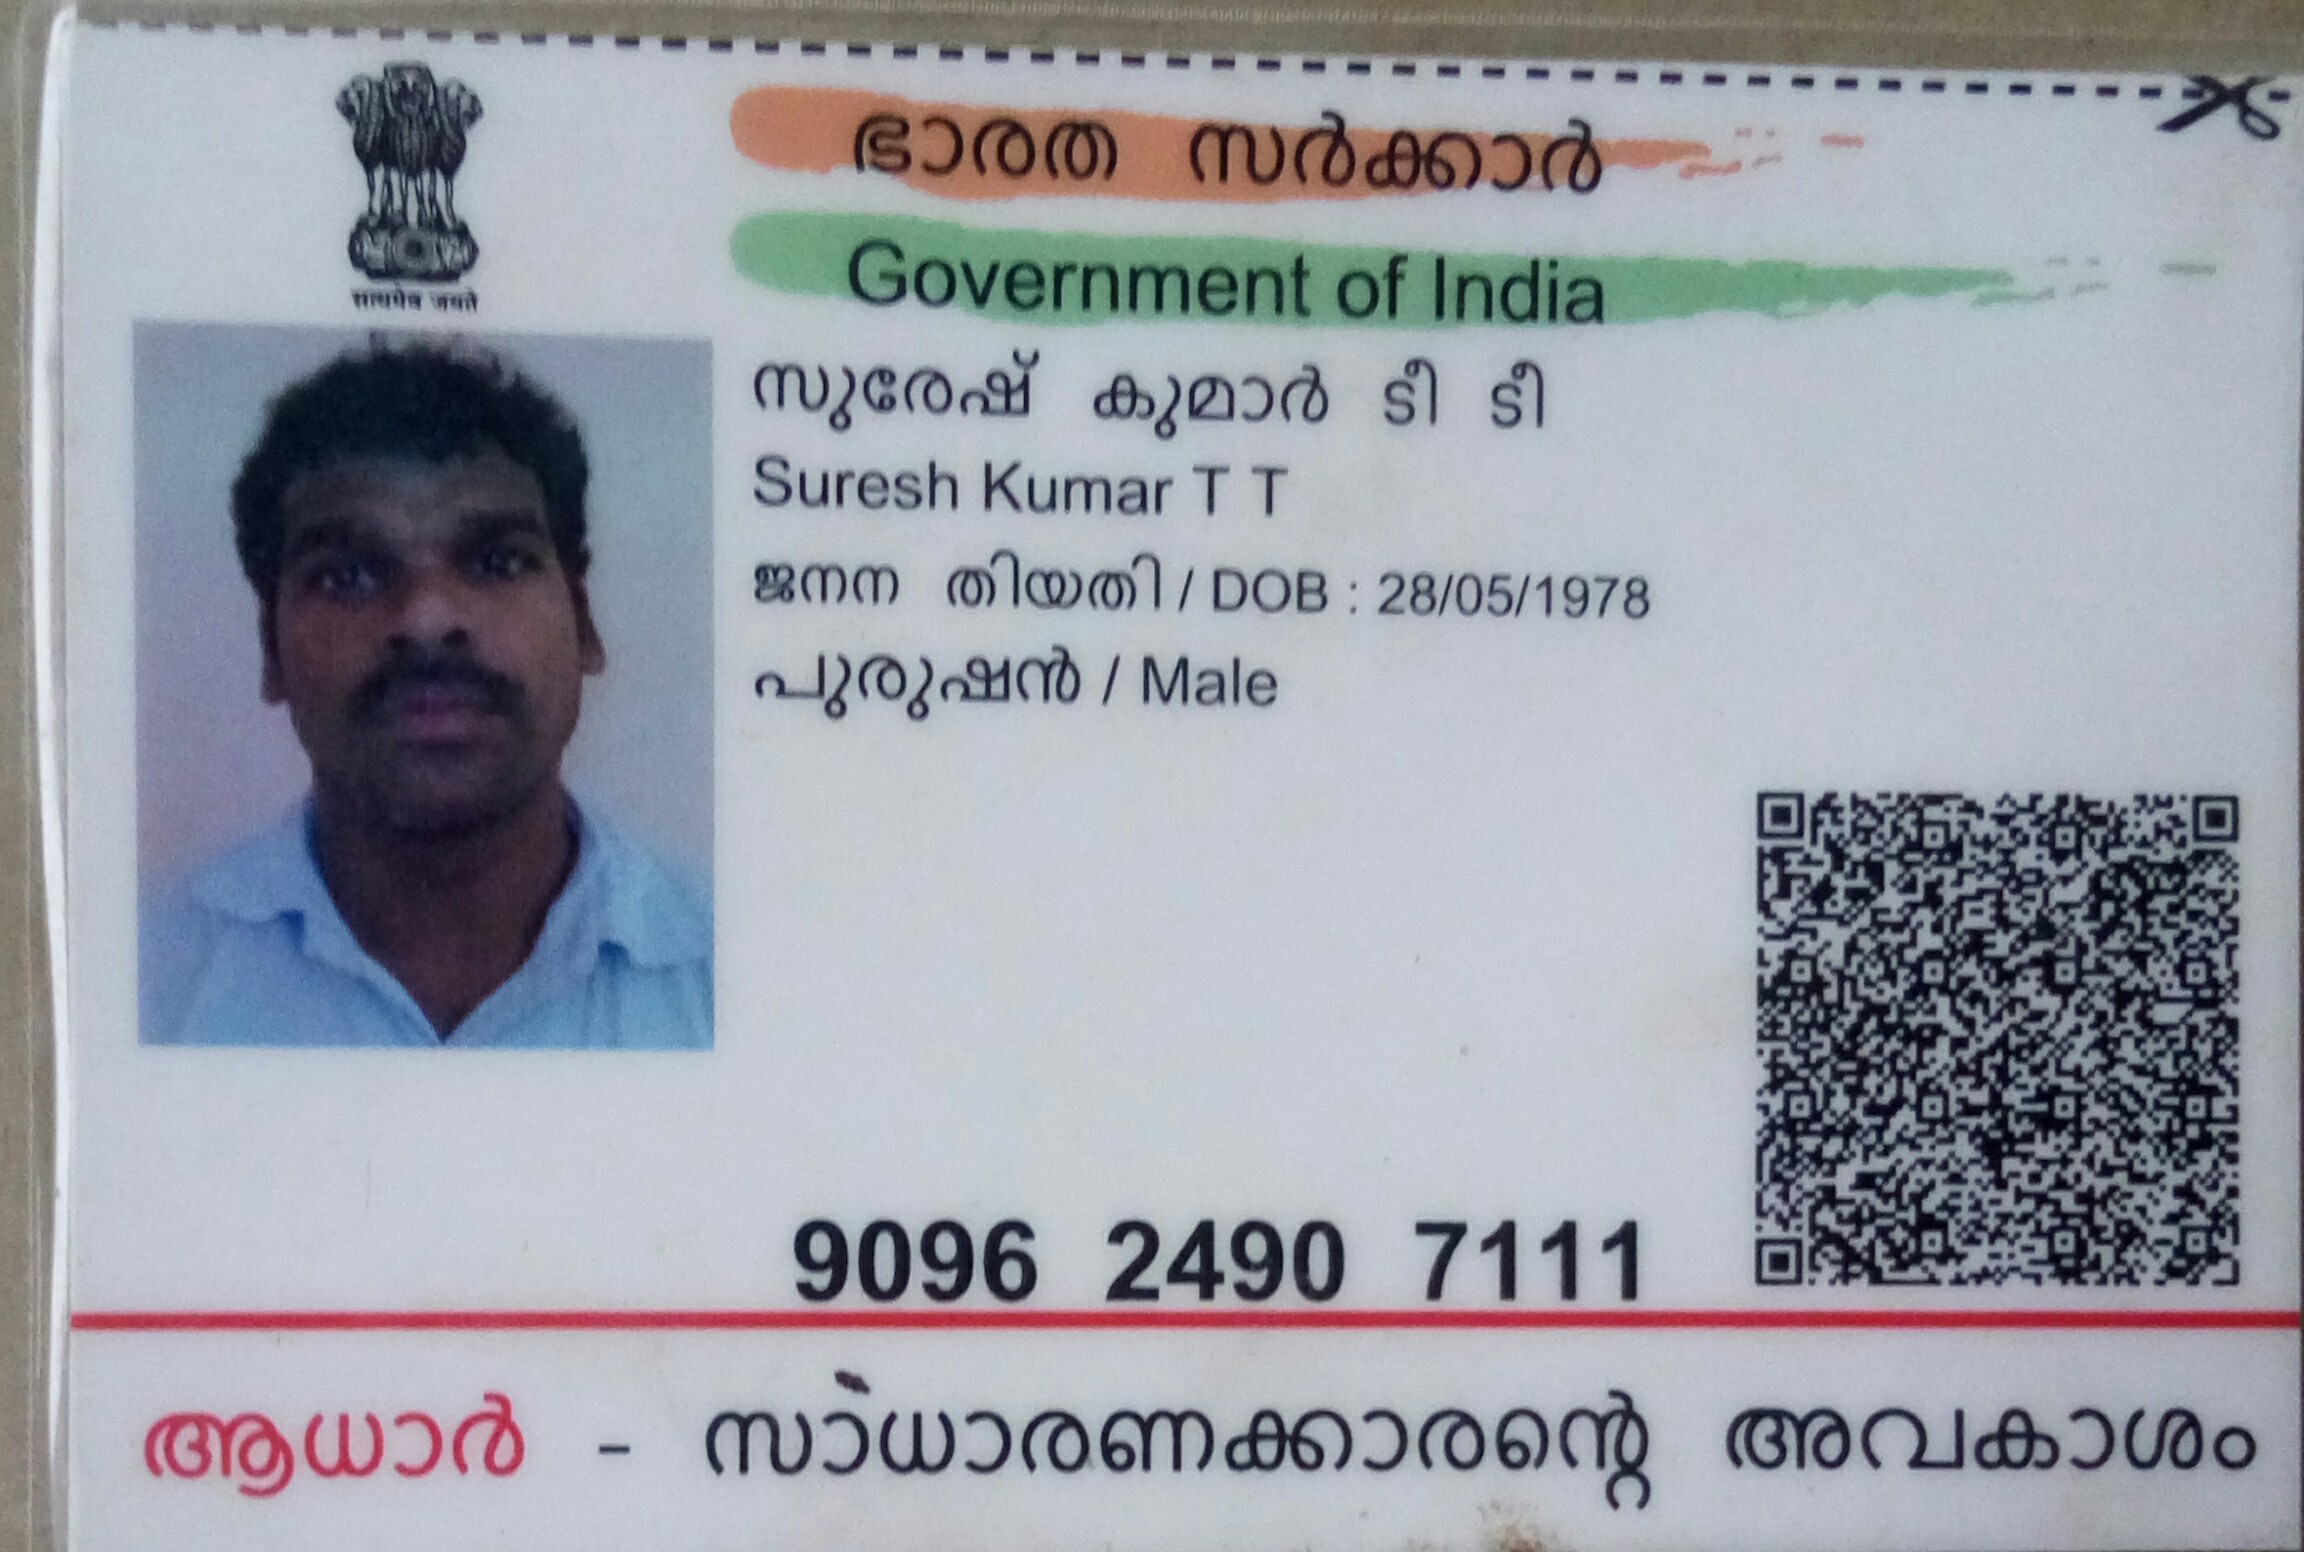 ഭാരത സർക്കാർ
Government of India
सत्यमेव जयते
സുരേഷ് കുമാർ ടീ ടീ
Suresh Kumar T T
ജനന തിയതി / DOB : 28/05/1978
പുരുഷൻ / Male
9096 2490 7111
ആധാർ - സാധാരണക്കാരന്റെ അവകാശം